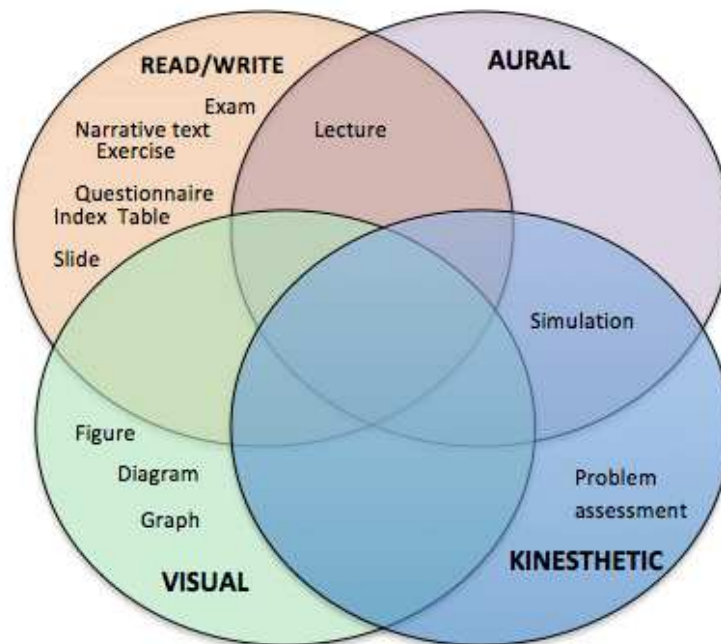 READ/WRITE
AURAL
Exam
Narrative text
Exercise
Lecture
Questionnaire
Index Table
Slide
Simulation
Figure
Diagram
Graph
Problem
assessment
VISUAL
KINESTHETIC